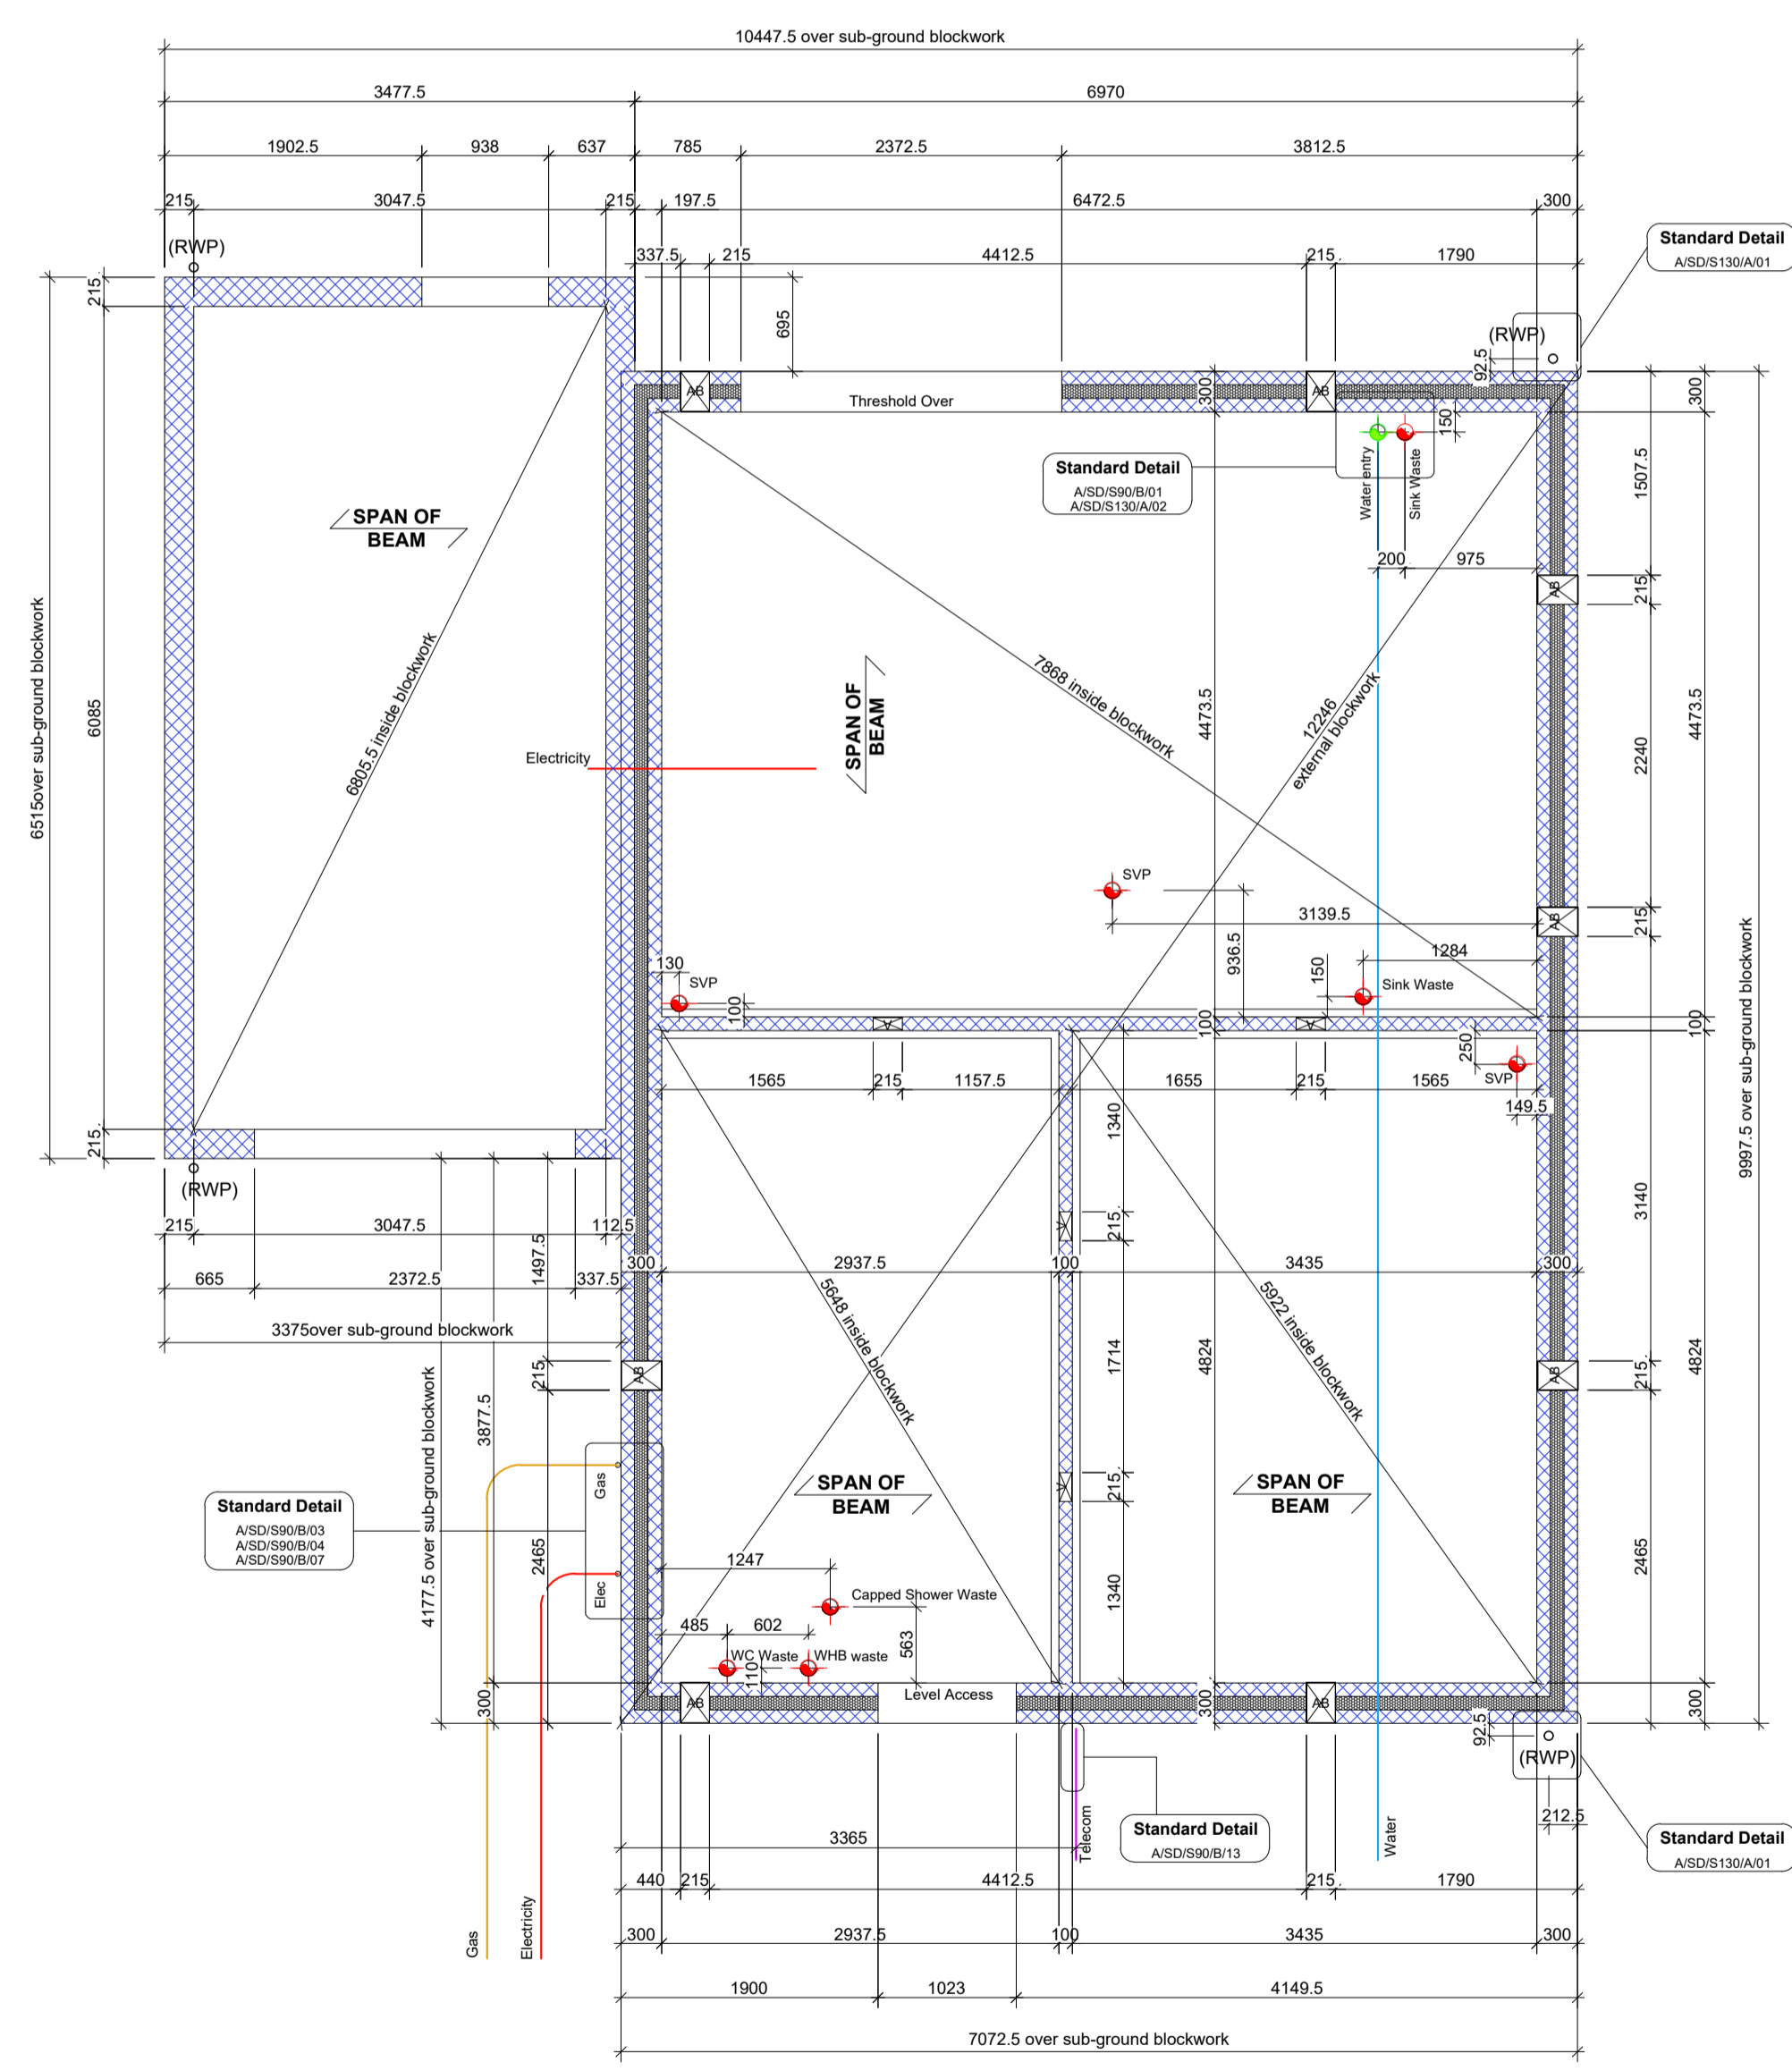 10447.5 over sub-ground blockwork
3477.5
6970
1902.5
938
637
785
2372.5
3812.5
215
3047.5
215
197.5
6472.5
300
337.5
215
4412.5
215
1790
(RWP)
Standard Detail
A/SD/S130/A/01
215
695
(RWP)
92.5
300
300
AB
Threshold Over
AB
150
Standard Detail
A/SD/S90/B/01
A/SD/S130/A/02
Water entry
Sink Waste
1507.5
SPAN OF
BEAM
200
975
AB
215
6515over sub-ground blockwork
6085
6805.5 inside blockwork
Electricity
SPAN OF
BEAM
7868 inside blockwork
4473.5
12246
external blockwork
2240
4473.5
SVP
3139.5
936.5
AB
215
9997.5 over sub-ground blockwork
130
SVP
100
1284
150
Sink Waste
100
100
A
A
250
SVP
1565
215
1157.5
1655
215
1565
149.5
215
(RWP)
1340
215
3047.5
112.5
A
215
3140
1497.5
300
2937.5
100
3435
300
665
2372.5
337.5
5648 inside blockwork
5922 inside blockwork
3375over sub-ground blockwork
1714
4824
4824
215
AB
AB
215
4177.5 over sub-ground blockwork
3877.5
Gas
SPAN OF
BEAM
A
215
SPAN OF
BEAM
Standard Detail
A/SD/S90/B/03
A/SD/S90/B/04
A/SD/S90/B/07
2465
Elec
1247
Capped Shower Waste
1340
2465
485
602
563
WC Waste
WHB waste
110
300
AB
Level Access
300
AB
300
92.5
(RWP)
212.5
Telecom
Standard Detail
A/SD/S90/B/13
Water
Standard Detail
A/SD/S130/A/01
3365
440
215
4412.5
215
1790
Gas
Electricity
300
2937.5
100
3435
300
1900
1023
4149.5
7072.5 over sub-ground blockwork